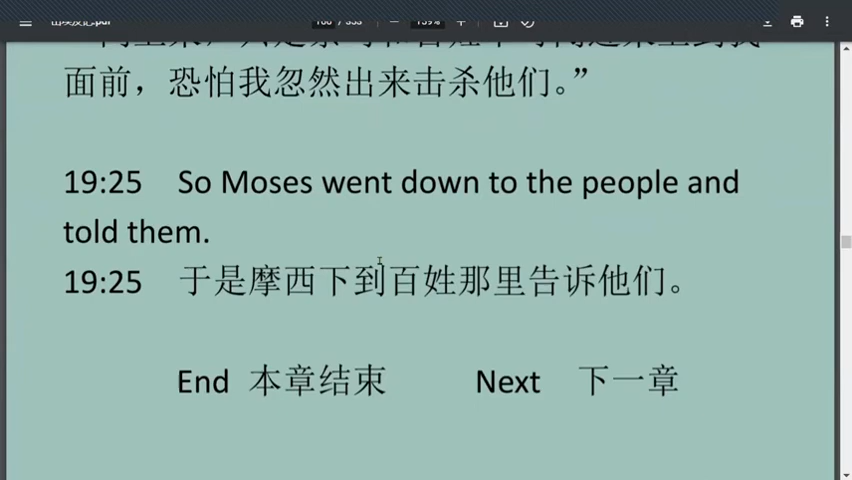 面前，恐怕我忽然出来击杀他们。”
19:25 So Moses went down to the people and
told them.
19:25 于是摩西下到百姓那里告诉他们。
End 本章结束 Next 下一章